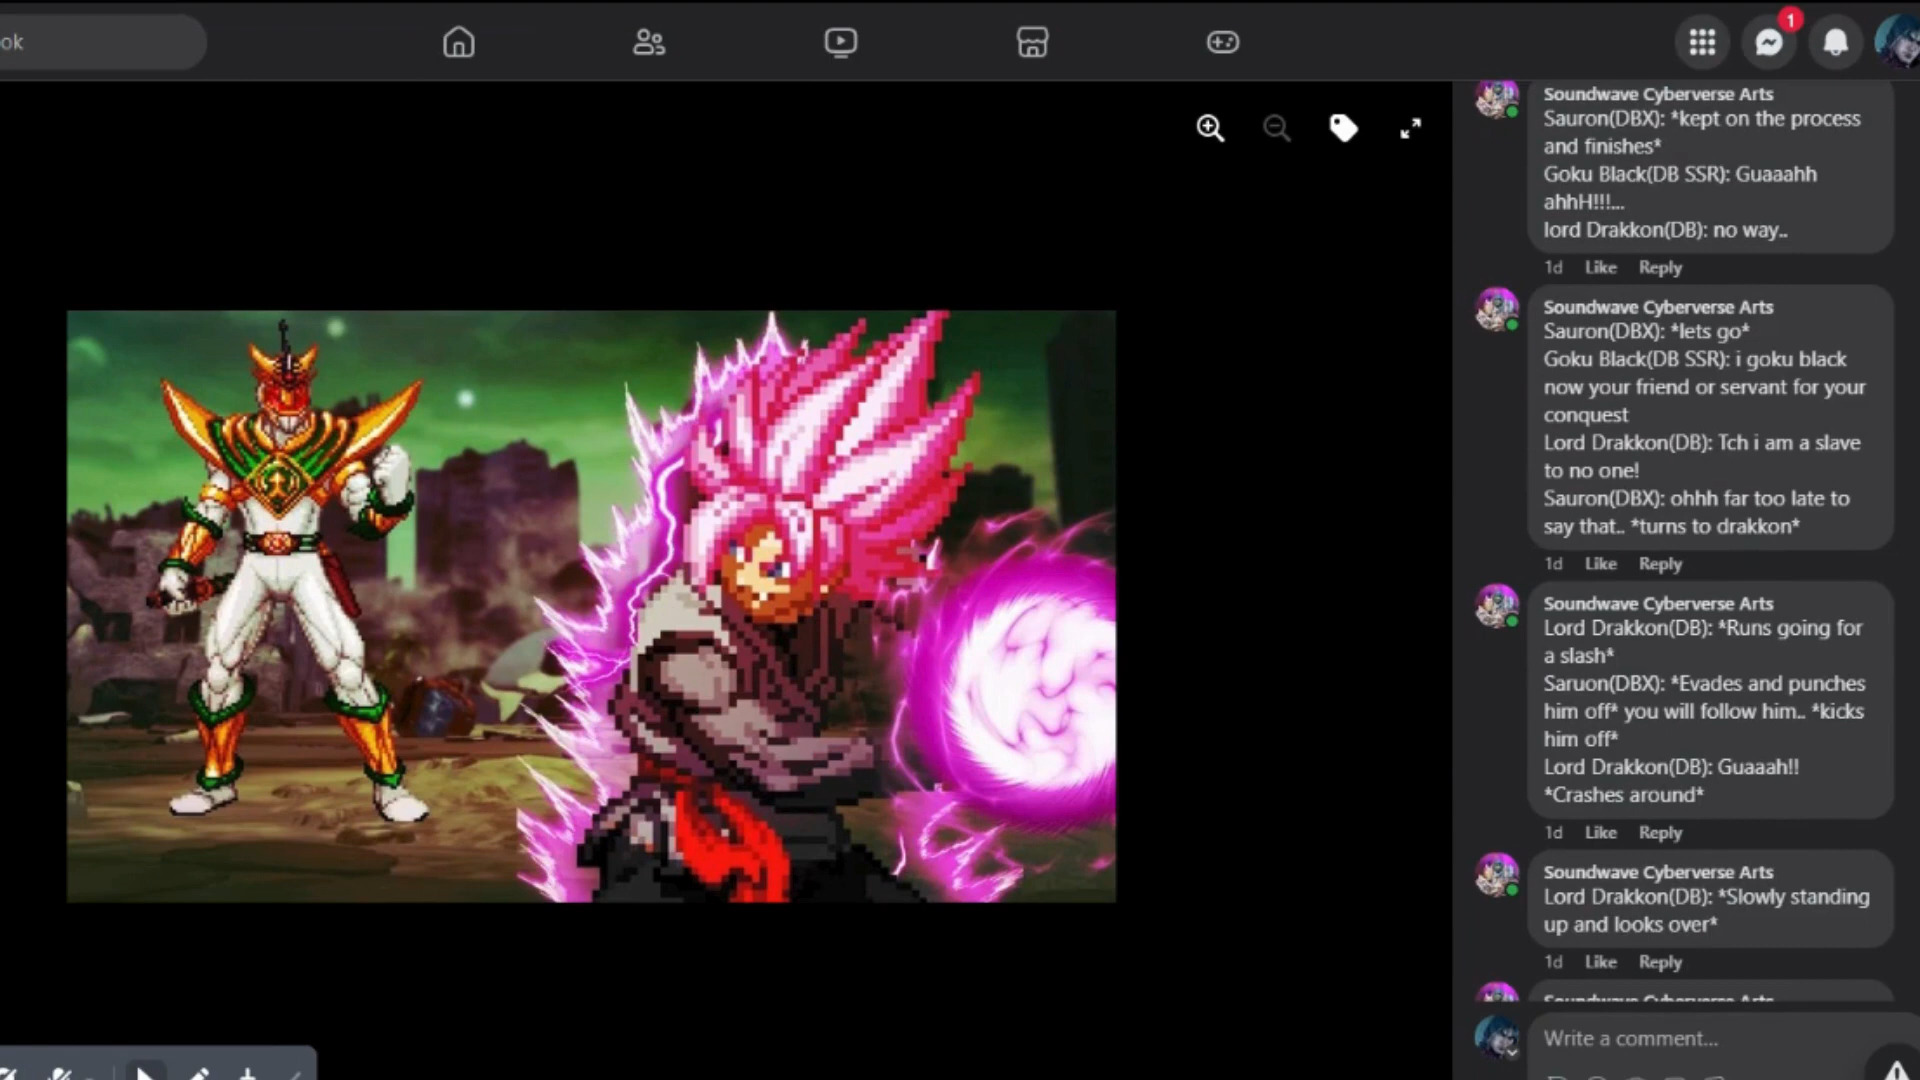 ok
1
Soundwave Cyberverse Arts
Sauron(DBX): *kept on the process
and finishes*
Goku Black(DB SSR): Guaaahh
ahhH!!!...
lord Drakkon(DB): no way..
1d Like Reply
Soundwave Cyberverse Arts
Sauron(DBX): *lets go*
Goku Black(DB SSR): i goku black
now your friend or servant for your
conquest
Lord Drakkon(DB): Tch i am a slave
to no one!
Sauron(DBX): ohhh far too late to
say that.. *turns to drakkon*
1d Like Reply
Soundwave Cyberverse Arts
Lord Drakkon(DB): *Runs going for
a slash*
Saruon(DBX): *Evades and punches
him off* you will follow him.. *kicks
him off*
Lord Drakkon(DB): Guaaah!!
*Crashes around*
1d Like Reply
Soundwave Cyberverse Arts
Lord Drakkon(DB): *Slowly standing
up and looks over*
1d Like Reply
Soundwave Cyberverse Arts
Write a comment...